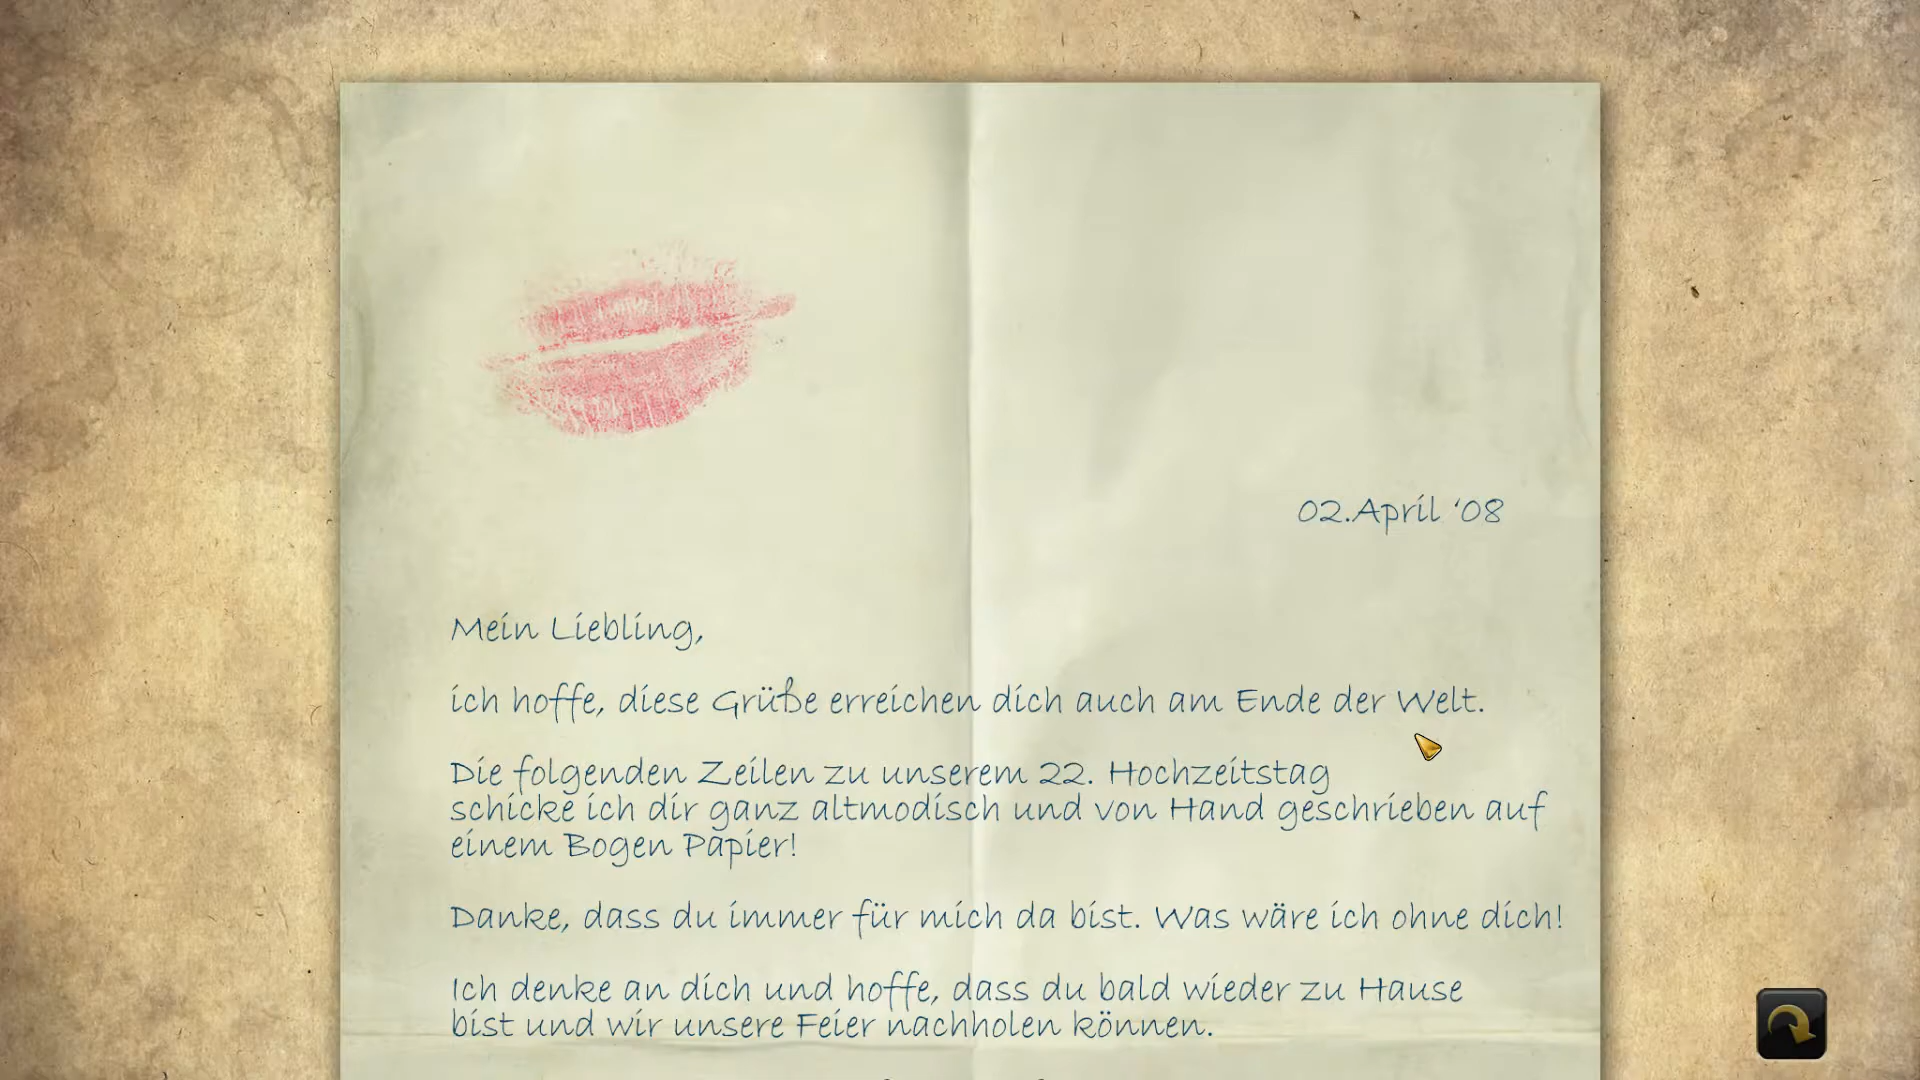 02.April '08
Mein Liebling,
ich hoffe, diese Grüße erreichen dich auch am Ende der Welt.
Die folgenden Zeilen zu unserem 22. Hochzeitstag
schicke ich dir ganz altmodisch und von Hand geschrieben auf
einem Bogen Papier!
Danke, dass du immer für mich da bist. Was wäre ich ohne dich!
Ich denke an dich und hoffe, dass du bald wieder zu Hause
bist und wir unsere Feier nachholen können.